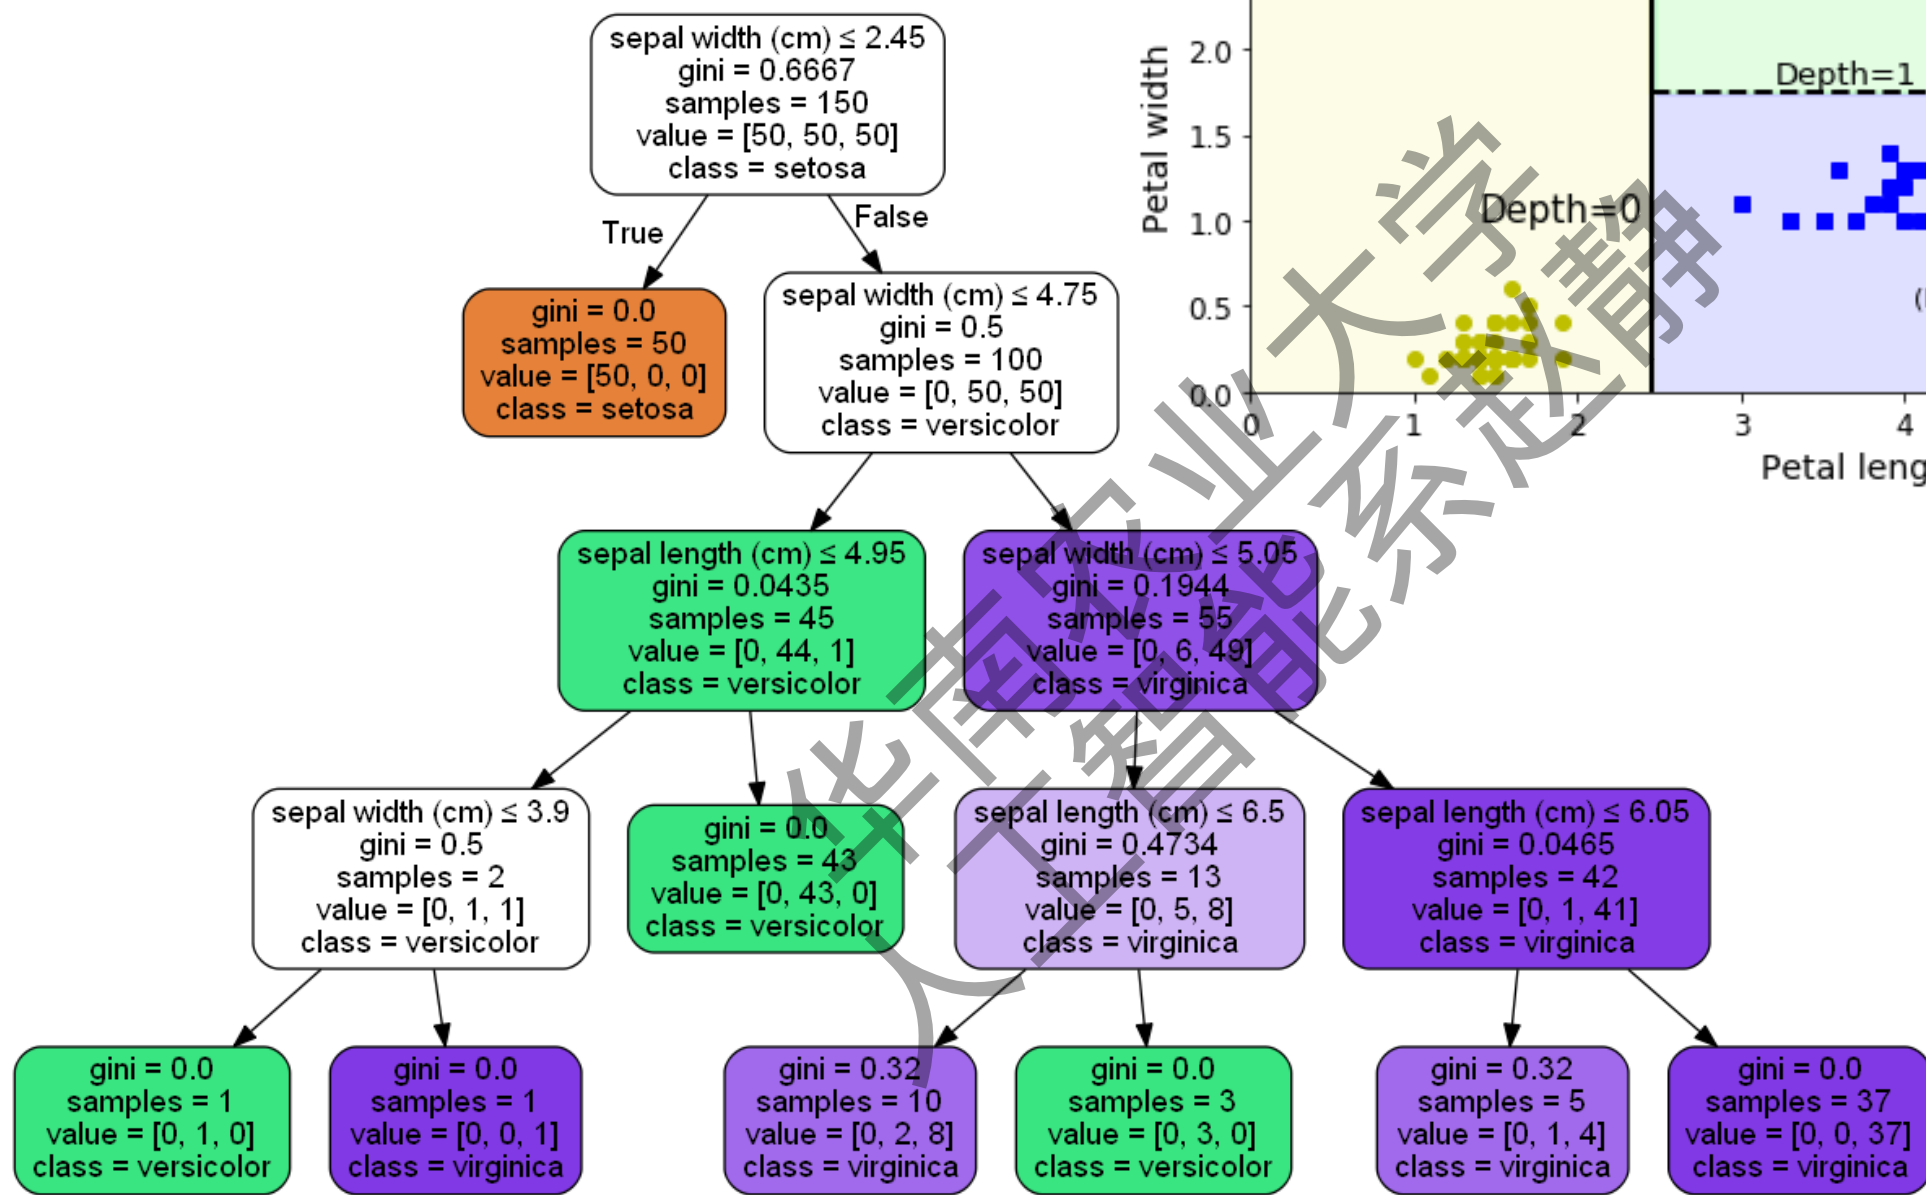 sepal width (cm) ≤ 2.45
gini = 0.6667
samples = 150
value = [50, 50, 50]
class = setosa
True
False
gini = 0.0
samples = 50
value = [50, 0, 0]
class = setosa
sepal width (cm) ≤ 4.75
gini = 0.5
samples = 100
value = [0, 50, 50]
class = versicolor
sepal length (cm) ≤ 4.95
gini = 0.0435
samples = 45
value = [0, 44, 1]
class = versicolor
sepal width (cm) ≤ 5.05
gini = 0.1944
samples = 55
value = [0, 6, 49]
class = virginica
sepal width (cm) ≤ 3.9
gini = 0.5
samples = 2
value = [0, 1, 1]
class = versicolor
gini = 0.0
samples = 43
value = [0, 43, 0]
class = versicolor
sepal length (cm) ≤ 6.5
gini = 0.4734
samples = 13
value = [0, 5, 8]
class = virginica
sepal length (cm) ≤ 6.05
gini = 0.0465
samples = 42
value = [0, 1, 41]
class = virginica
gini = 0.0
samples = 1
value = [0, 1, 0]
class = versicolor
gini = 0.0
samples = 1
value = [0, 0, 1]
class = virginica
gini = 0.32
samples = 10
value = [0, 2, 8]
class = virginica
gini = 0.0
samples = 3
value = [0, 3, 0]
class = versicolor
gini = 0.32
samples = 5
value = [0, 1, 4]
class = virginica
gini = 0.0
samples = 37
value = [0, 0, 37]
class = virginica
Petal width
2.0
1.5
1.0
0.5
0.0
Depth=1
Depth=0
(
0
1
2
3
4
Petal leng
华南农业大学
人工智能系赵静